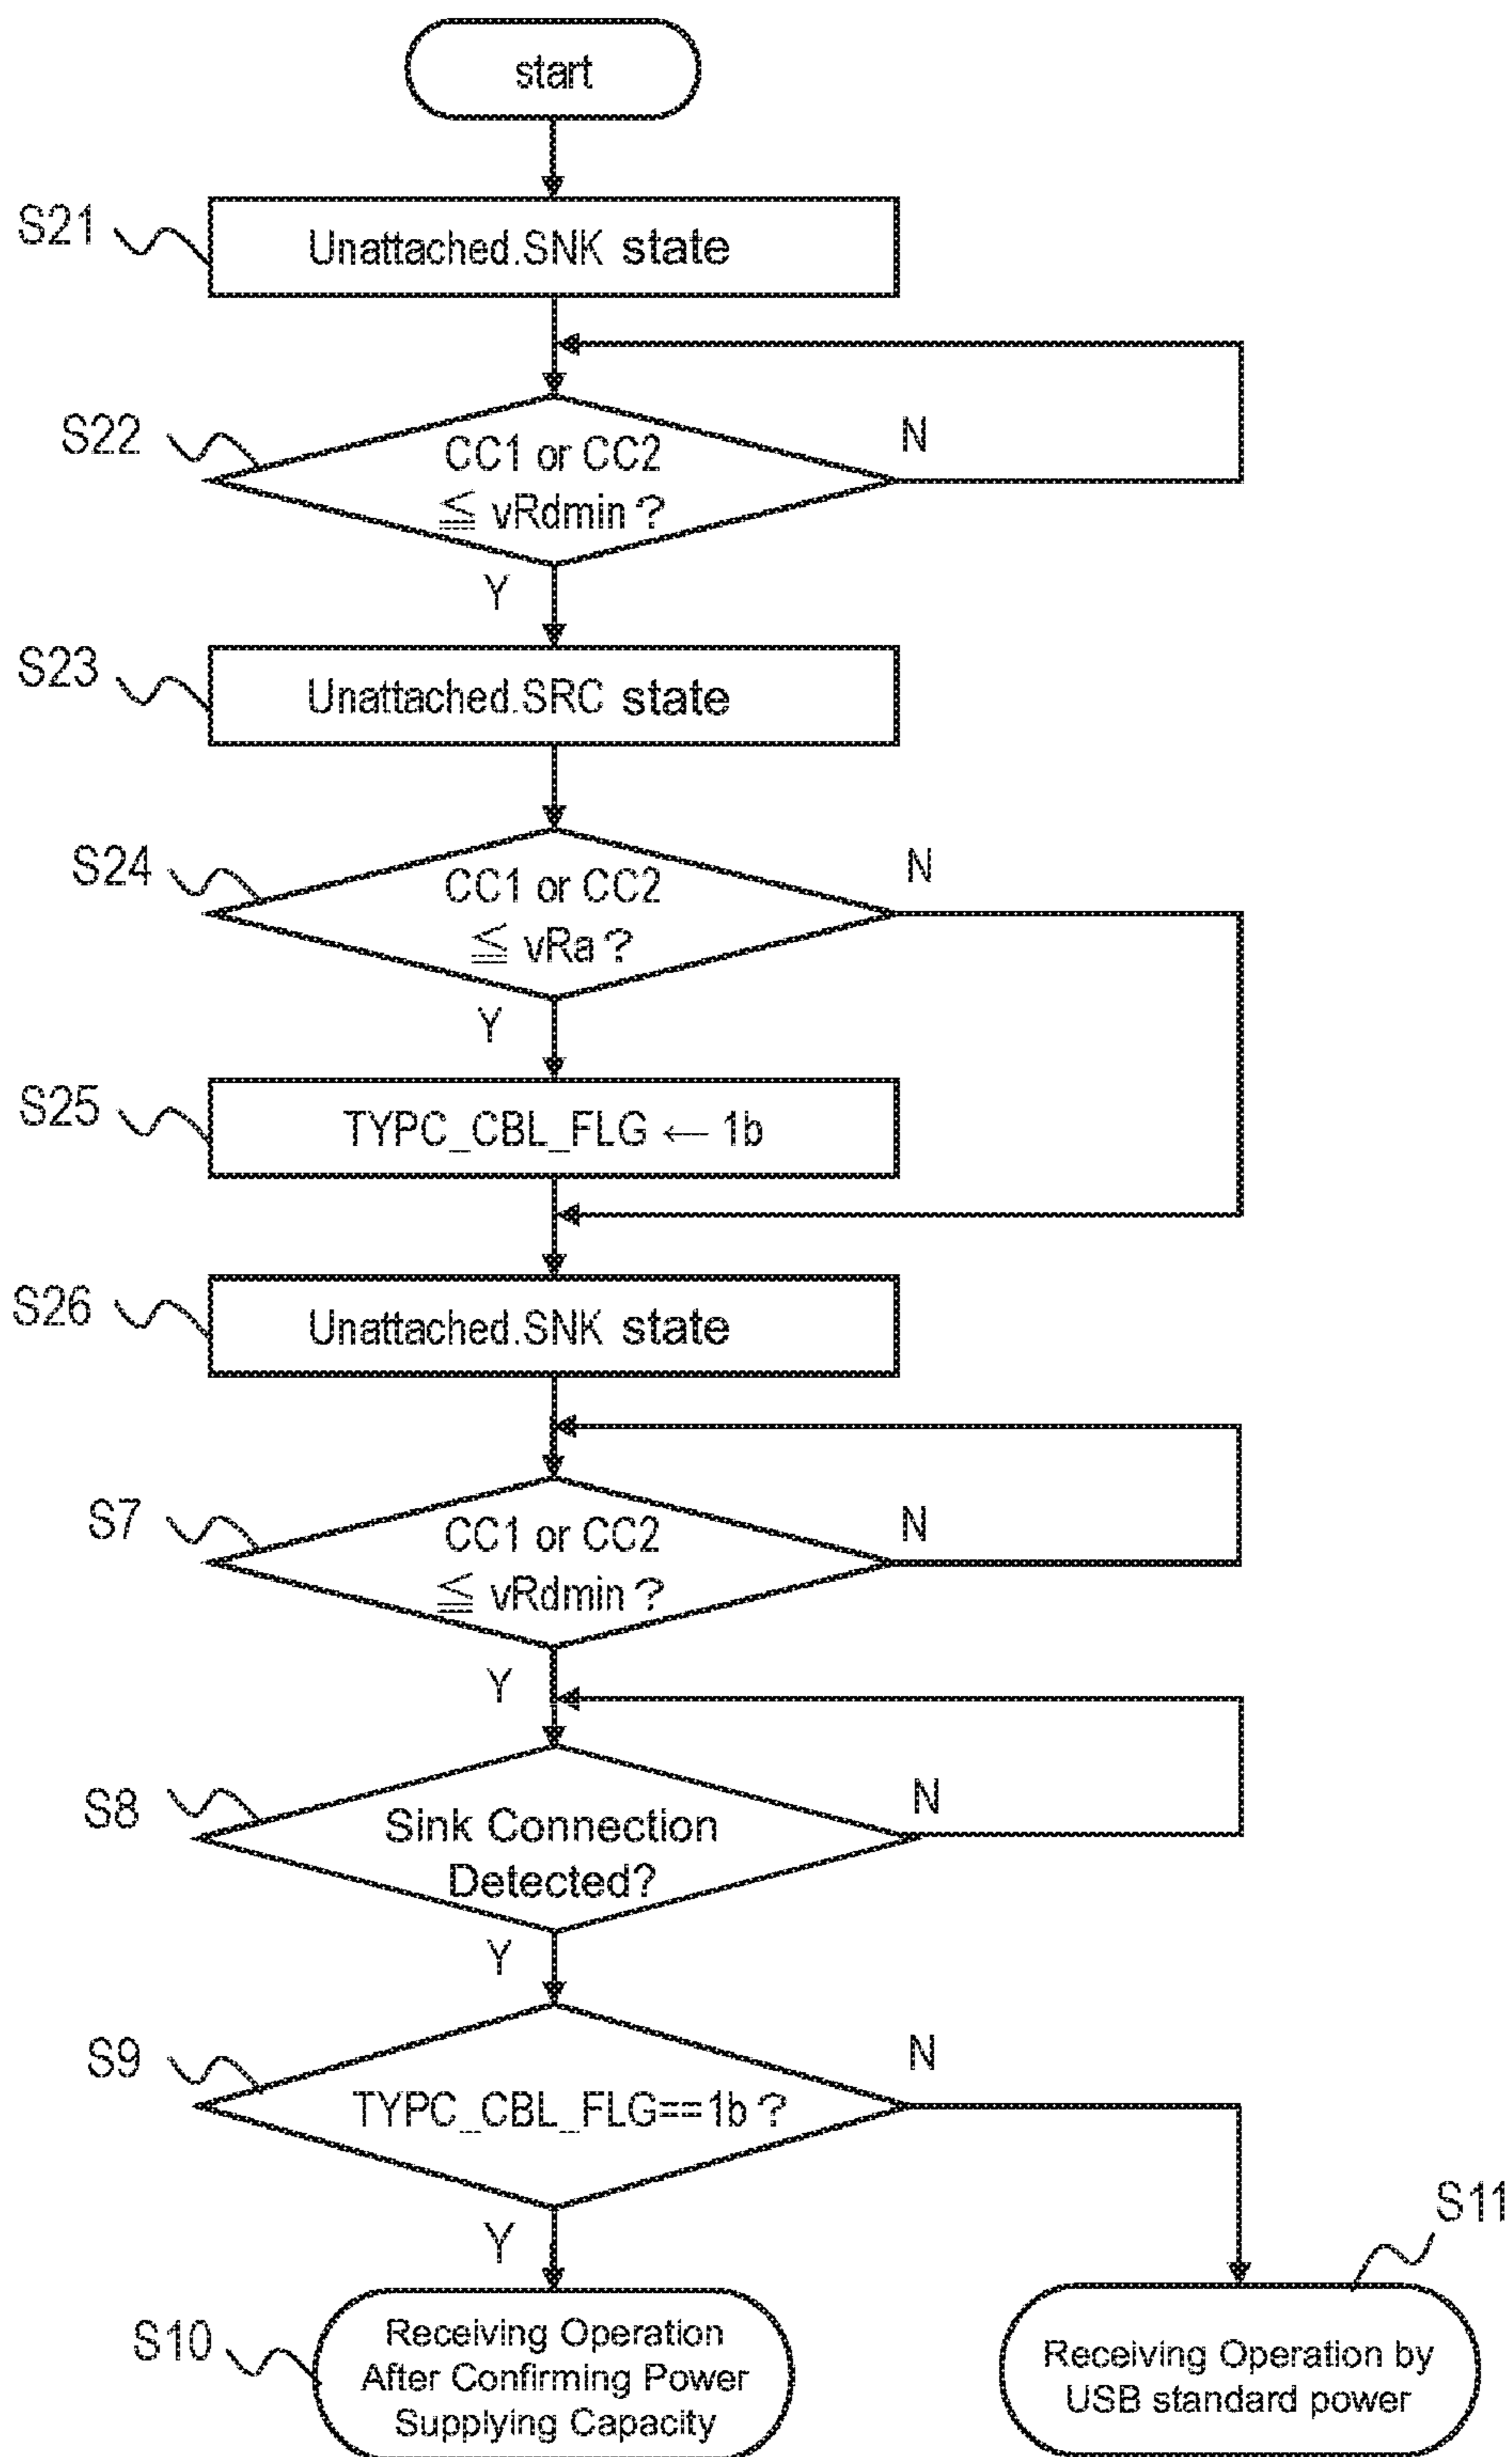 start
S21
Unattached.SNK state
S22
CC1 or CC2
≦ vRdmin ?
N
Y
S23
Unattached.SRC state
S24
CC1 or CC2
≦ vRa ?
N
Y
S25
TYPC_CBL_FLG ← 1b
S26
Unattached.SNK state
S7
CC1 or CC2
≦ vRdmin ?
N
Y
S8
Sink Connection
Detected?
N
Y
S9
TYPC_CBL_FLG==1b ?
N
Y
S10
Receiving Operation
After Confirming Power
Supplying Capacity
S11
Receiving Operation by
USB standard power